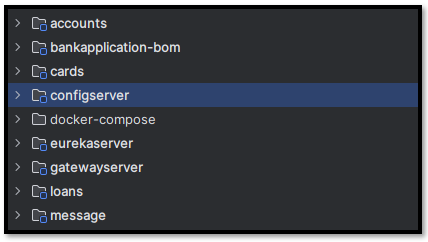 accounts
bankapplication-bom
cards
configserver
docker-compose
eurekaserver
gatewayserver
loans
message